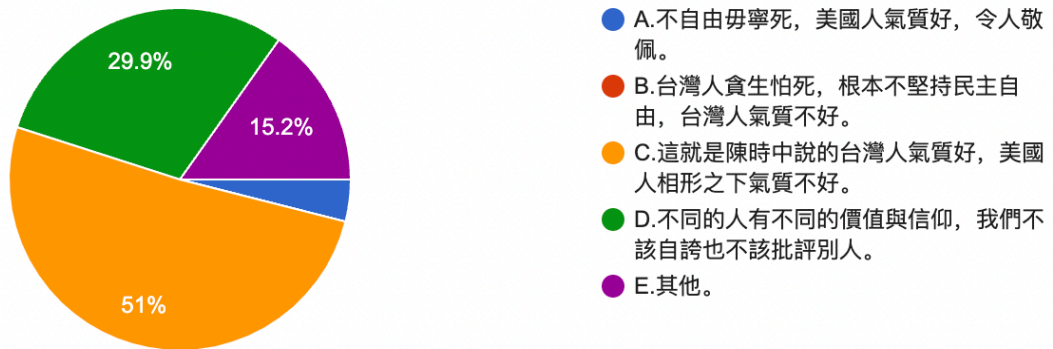 29.9%
15.2%
51%
A.不自由毋寧死，美國人氣質好，令人敬
佩。
B.台灣人貪生怕死，根本不堅持民主自
由，台灣人氣質不好。
C.這就是陳時中說的台灣人氣質好，美國
人相形之下氣質不好。
D.不同的人有不同的價值與信仰，我們不
該自誇也不該批評別人。
E.其他。